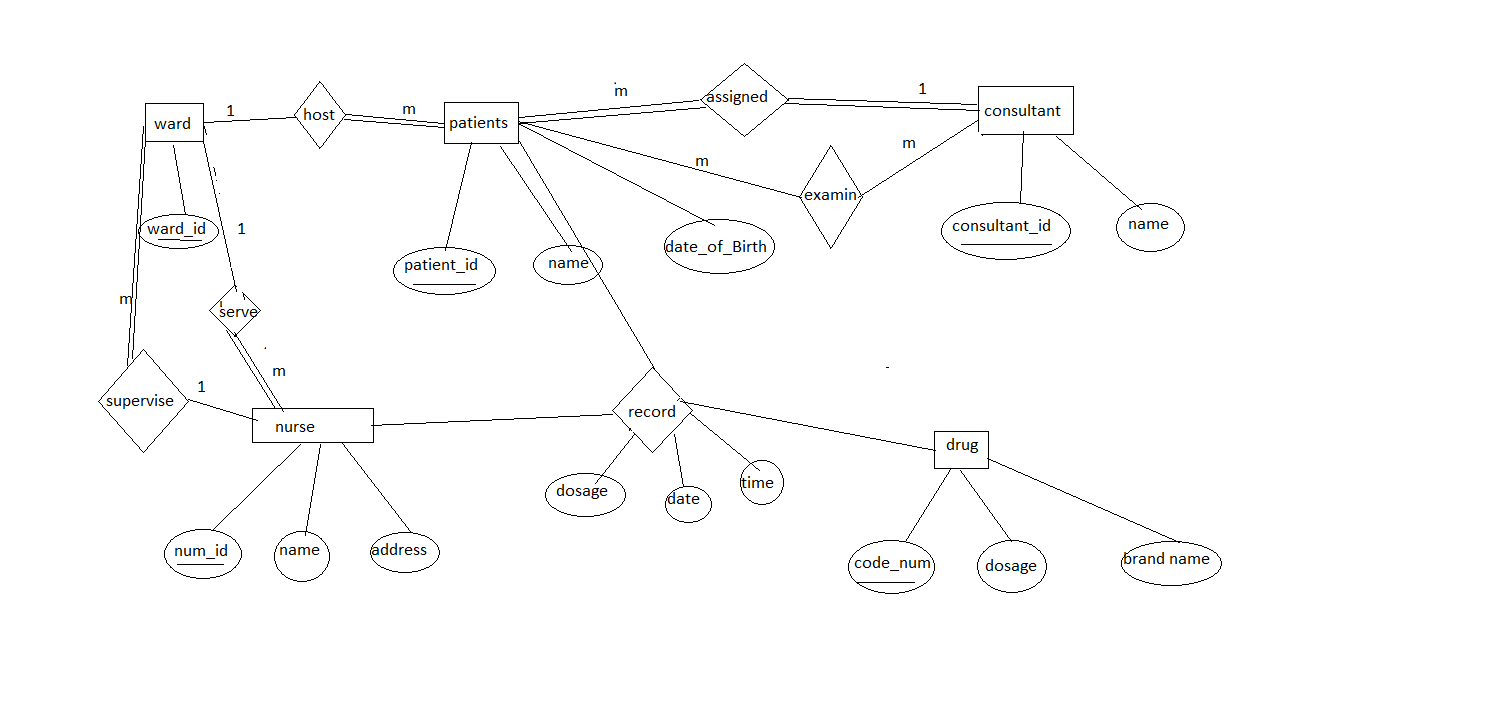 m
1
1
host
m
assigned
consultant
ward
patients
m
m
examin
ward_id
1
consultant_id
name
date_of_Birth
patient_id
name
m
serve
m
1
supervise
record
nurse
drug
dosage
date
time
num_id
name
address
code_num
dosage
brand name